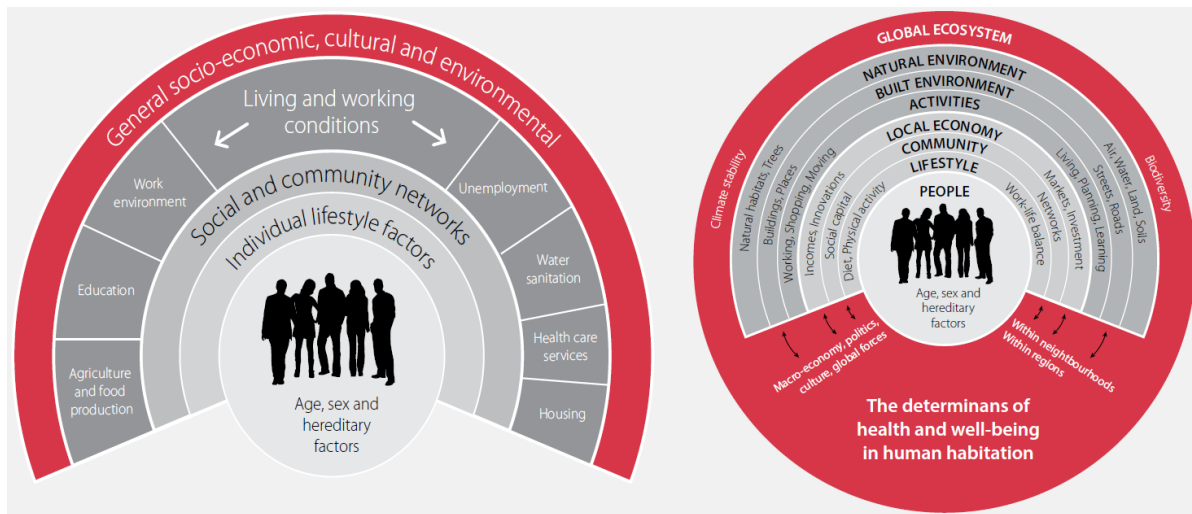 General socio-economic, cultural and environmental
Living and working
conditions
Work
environment
Unemployment
Education
Water
sanitation
Agriculture
and food
production
Health care
services
Housing
Social and community networks
Individual lifestyle factors
Age, sex and
hereditary
factors
GLOBAL ECOSYSTEM
NATURAL ENVIRONMENT
BUILT ENVIRONMENT
ACTIVITIES
LOCAL ECONOMY
COMMUNITY
LIFESTYLE
PEOPLE
Climate stability
Natural habitats, Trees
Buildings, Places
Working, Shopping, Moving
Incomes, Innovations
Social capital
Diet, Physical activity
Work-life balance
Networks
Markets, Investment
Living, Planning, Learning
Streets, Roads
Air, Water, Land, Soils
Biodiversity
Age, sex and
hereditary
factors
Macro-economy, politics,
culture, global forces
Within neighbourhoods
Within regions
The determinans of
health and well-being
in human habitation